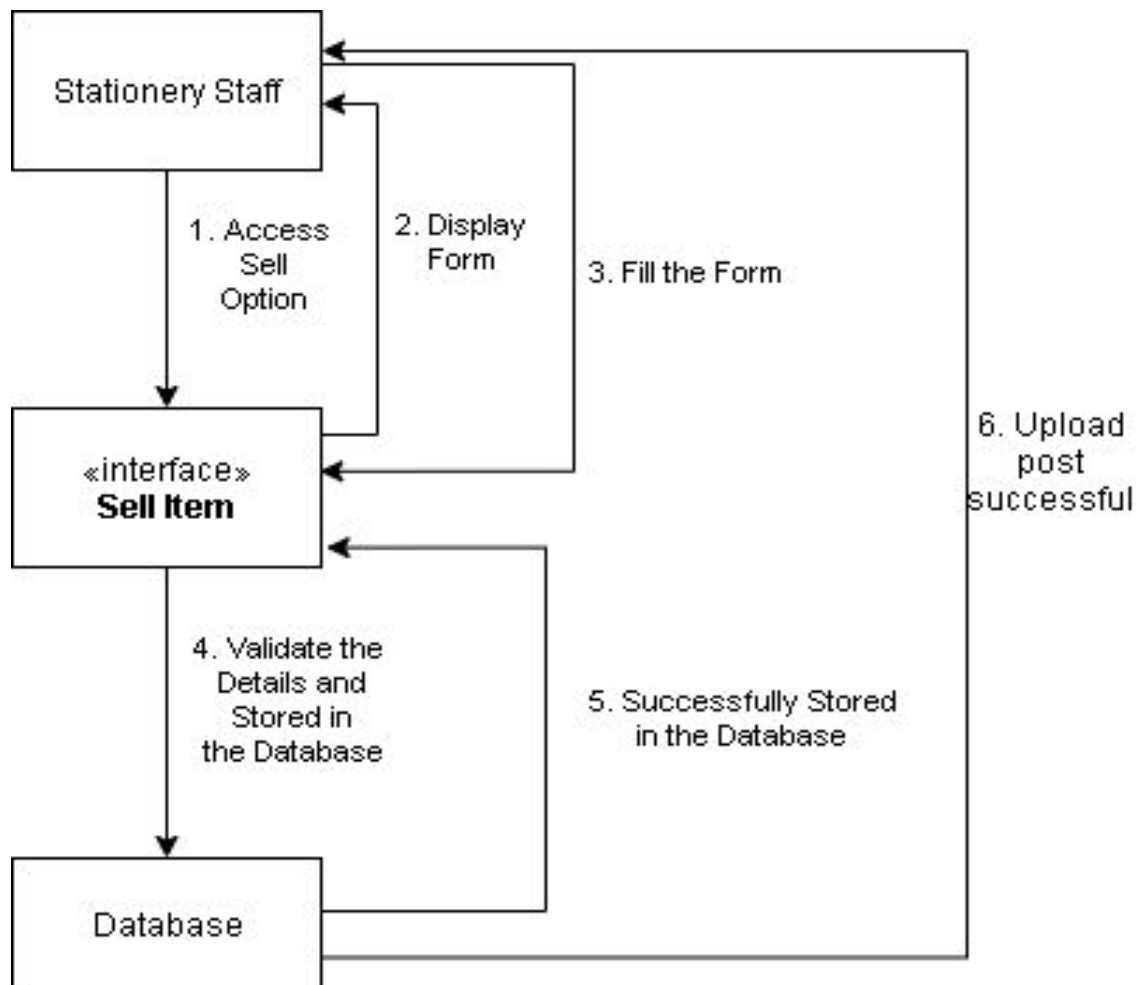 Stationery Staff
1. Access
Sell
Option
2. Display
Form
3. Fill the Form
«interface»
Sell Item
6. Upload
post
successful
4. Validate the
Details and
Stored in
the Database
5. Successfully Stored
in the Database
Database